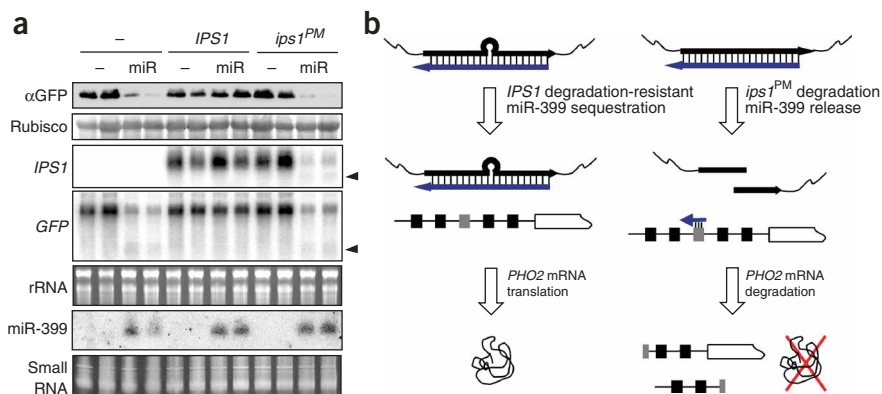 a
– IPS1 ips1PM
– miR – miR – miR
αGFP
Rubisco
IPS1
GFP
rRNA
miR-399
Small
RNA
b
IPS1 degradation-resistant
miR-399 sequestration
ips1PM degradation
miR-399 release
PHO2 mRNA
translation
PHO2 mRNA
degradation